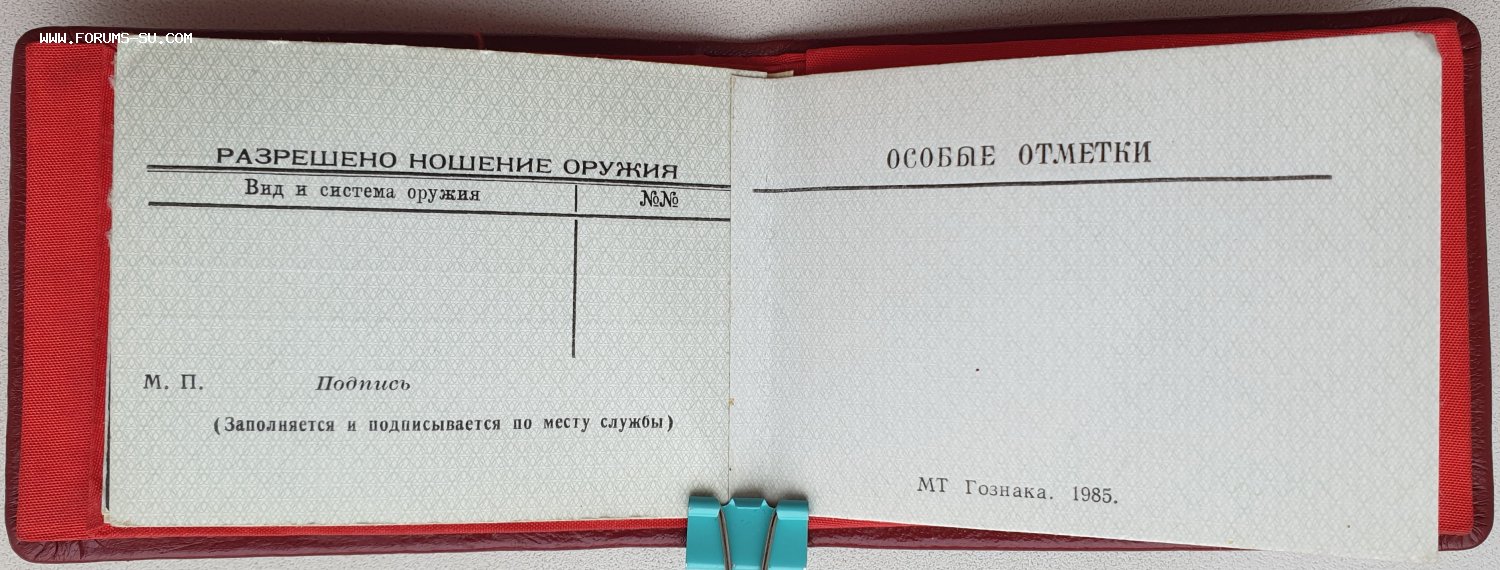 WWW.FORUMS-SU.COM
РАЗРЕШЕНО НОШЕНИЕ ОРУЖИЯ
Вид и система оружия №№
М. П. Подпись
(Заполняется и подписывается по месту службы)
ОСОБЫЕ ОТМЕТКИ
МТ Гознака. 1985.